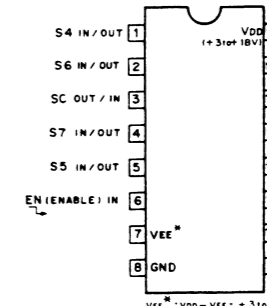 S4 IN/OUT 1
VDD
(+3 to + 18V)
S6 IN/OUT 2
SC OUT/IN 3
S7 IN/OUT 4
S5 IN/OUT 5
EN (ENABLE) IN 6
7 VEE*
8 GND
VEE*: VDD-VEE: +3 to